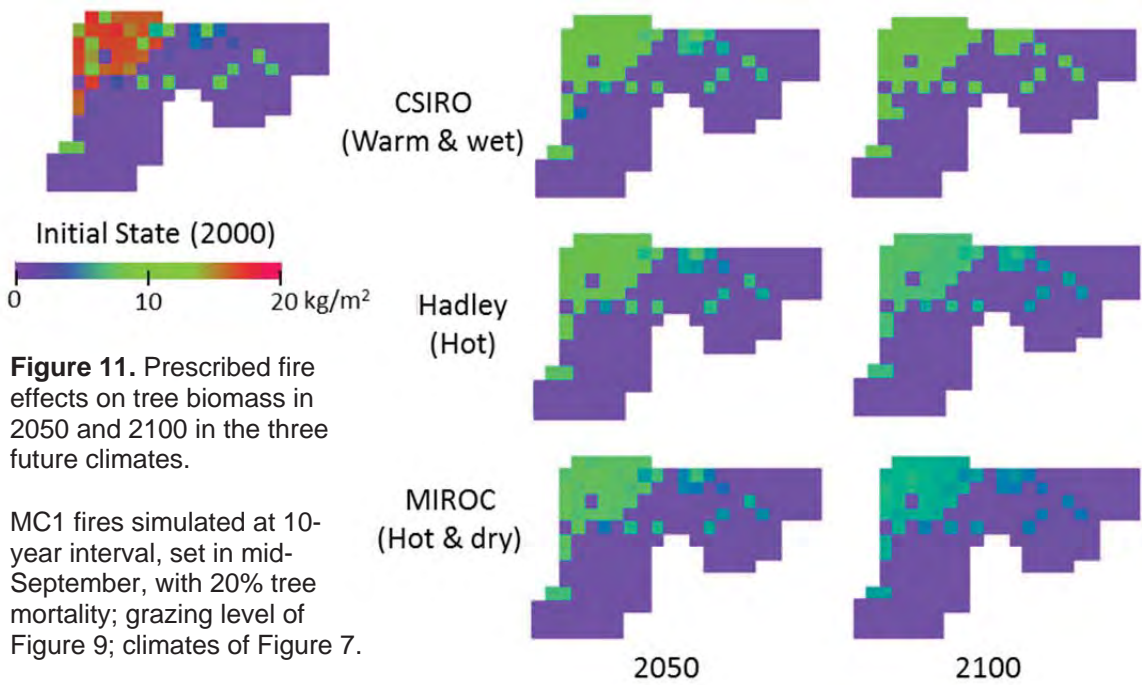 CSIRO
(Warm & wet)
Initial State (2000)
0 10 20 kg/m²
Hadley
(Hot)
Figure 11. Prescribed fire
effects on tree biomass in
2050 and 2100 in the three
future climates.
MC1 fires simulated at 10-
year interval, set in mid-
September, with 20% tree
mortality; grazing level of
Figure 9; climates of Figure 7.
MIROC
(Hot & dry)
2050 2100